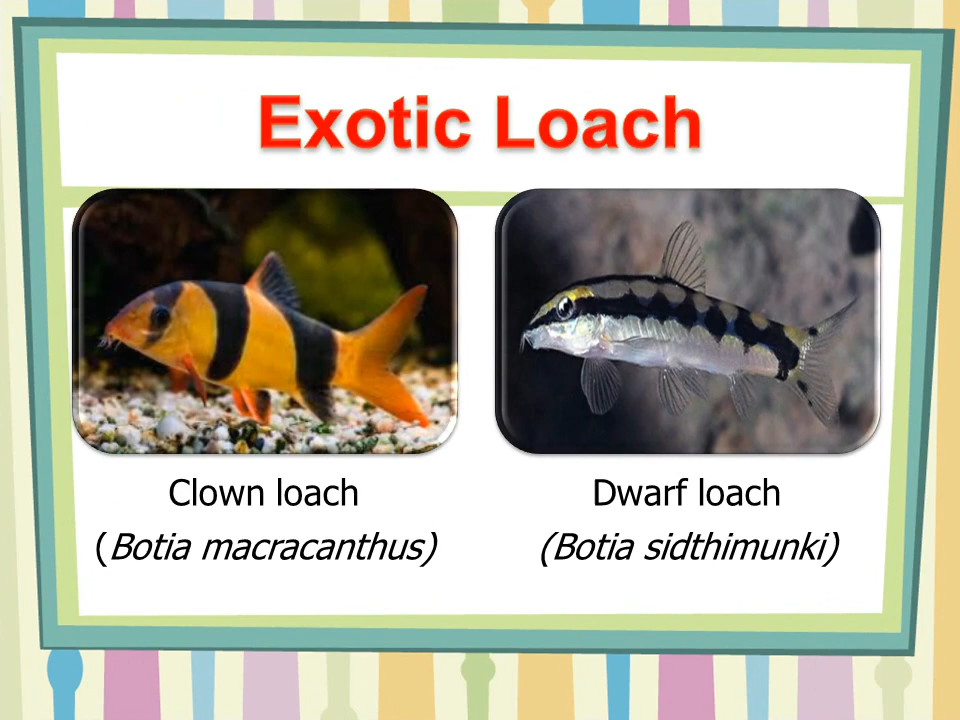 Exotic Loach
Clown loach
(Botia macracanthus)
Dwarf loach
(Botia sidthimunki)